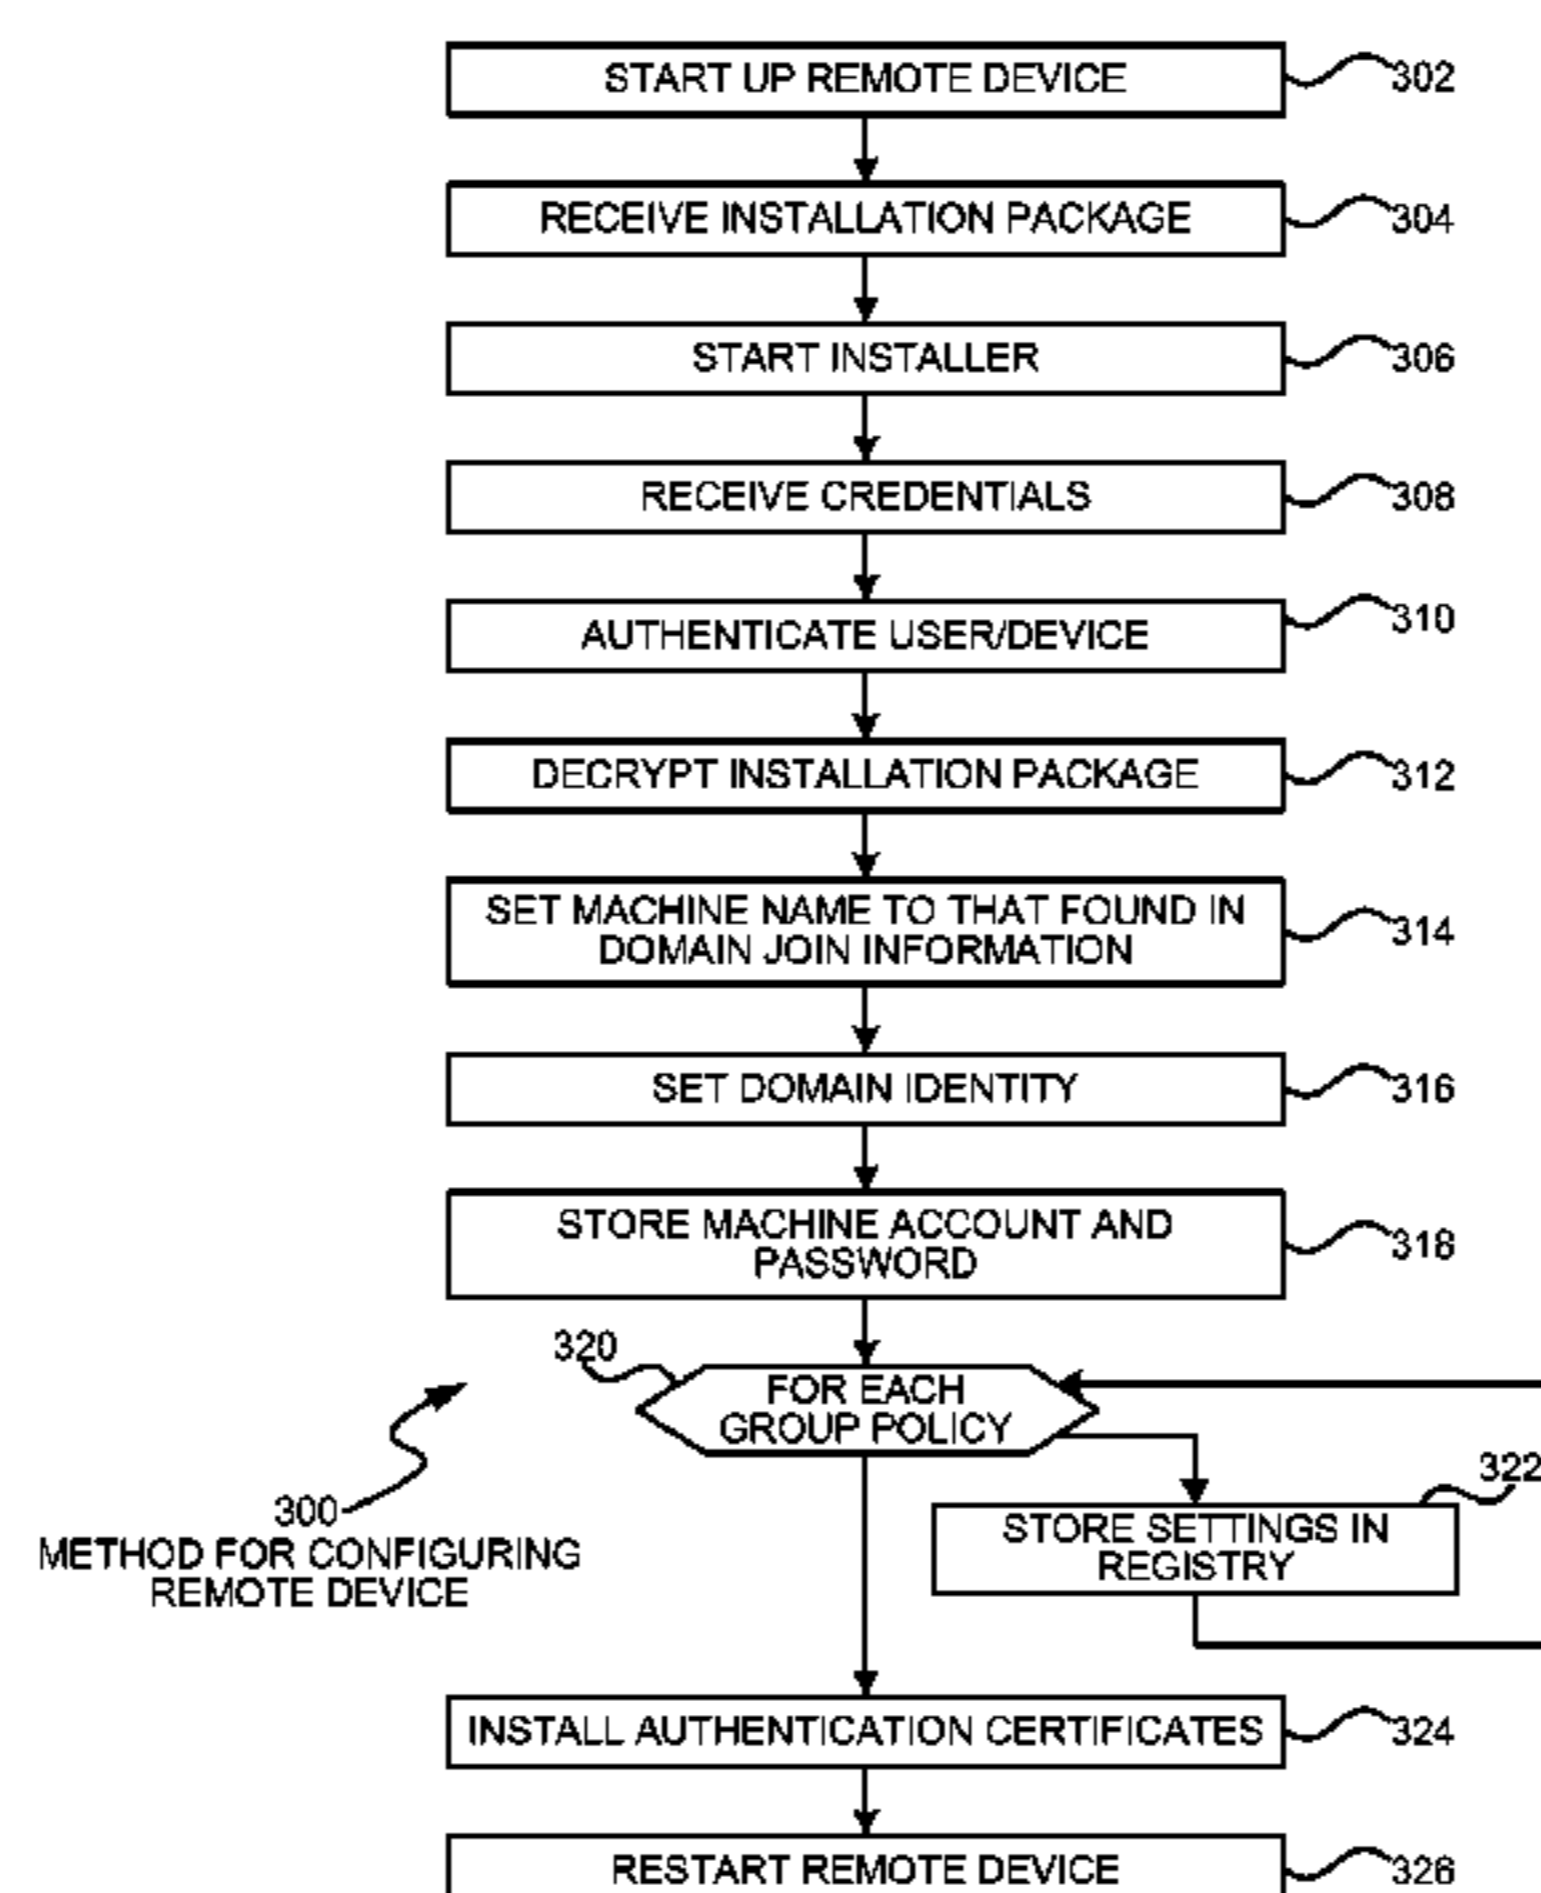 START UP REMOTE DEVICE
302
RECEIVE INSTALLATION PACKAGE
304
START INSTALLER
306
RECEIVE CREDENTIALS
308
AUTHENTICATE USER/DEVICE
310
DECRYPT INSTALLATION PACKAGE
312
SET MACHINE NAME TO THAT FOUND IN
DOMAIN JOIN INFORMATION
314
SET DOMAIN IDENTITY
316
STORE MACHINE ACCOUNT AND
PASSWORD
318
320
FOR EACH
GROUP POLICY
322
STORE SETTINGS IN
REGISTRY
300
METHOD FOR CONFIGURING
REMOTE DEVICE
INSTALL AUTHENTICATION CERTIFICATES
324
RESTART REMOTE DEVICE
326